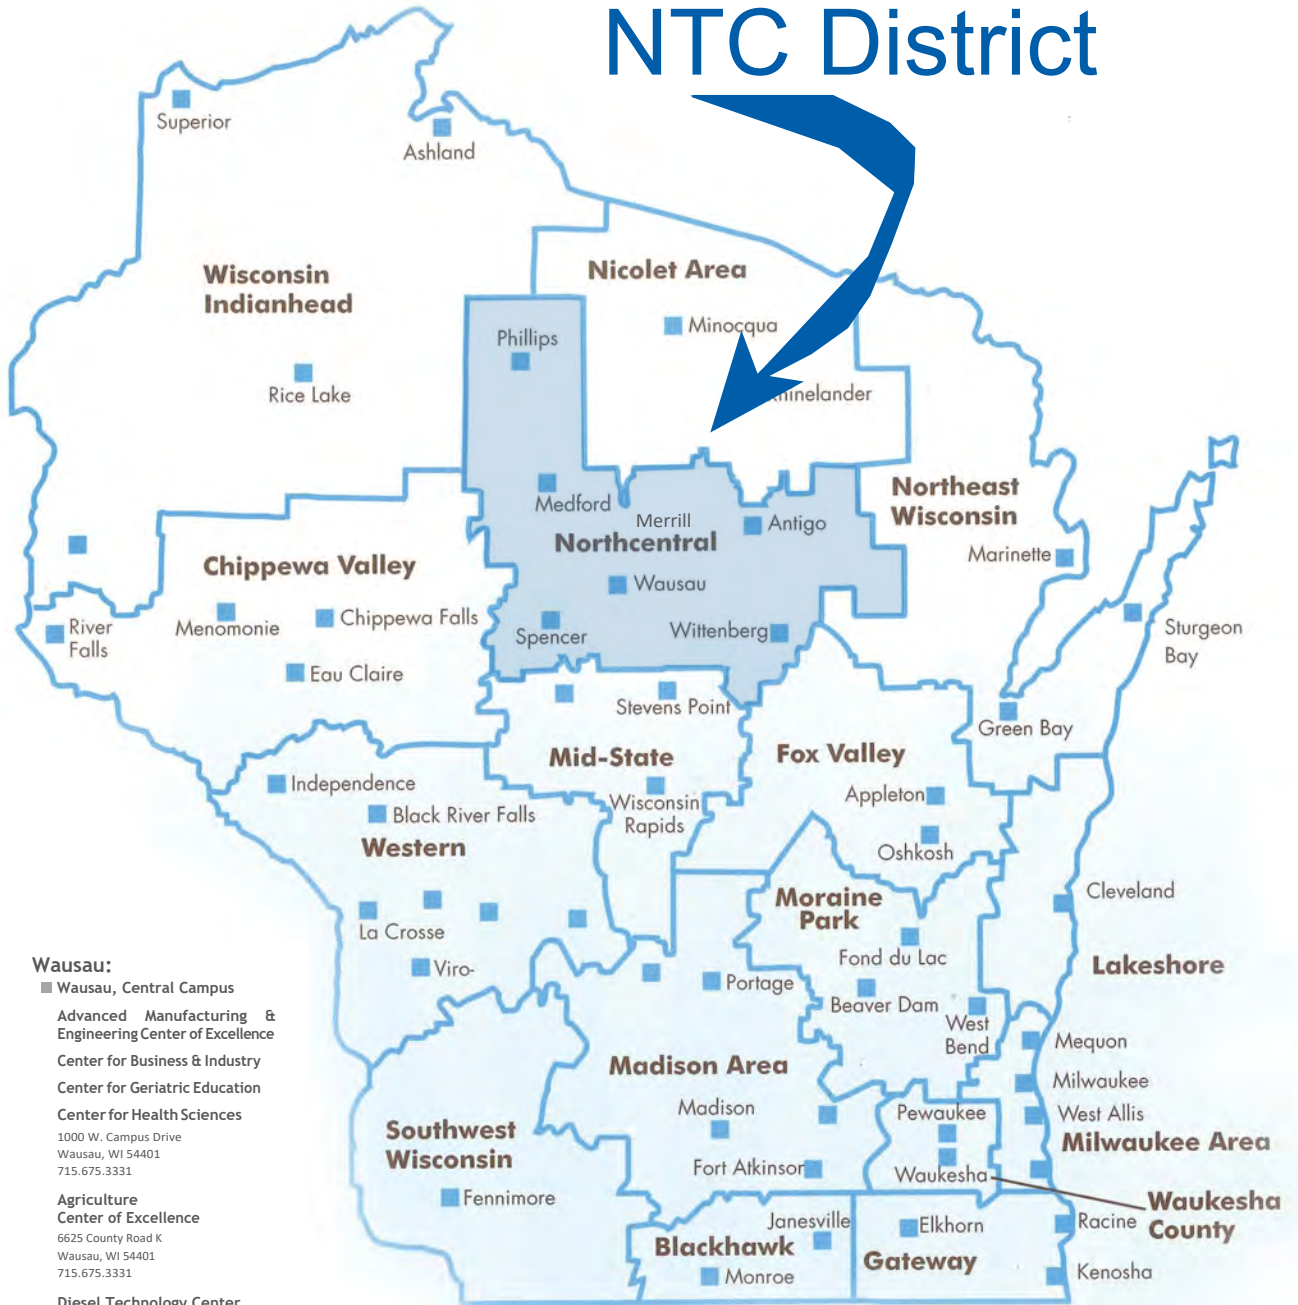 NTC District
Superior
Ashland
Wisconsin
Indianhead
Nicolet Area
Minocqua
Phillips
Rice Lake
hinelander
Medford
Merrill
Antigo
Northcentral
Northeast
Wisconsin
Marinette
Chippewa Valley
Wausau
Menomonie
Chippewa Falls
River
Falls
Spencer
Wittenberg
Sturgeon
Bay
Eau Claire
Stevens Point
Green Bay
Mid-State
Fox Valley
Independence
Wisconsin
Rapids
Appleton
Black River Falls
Western
Oshkosh
Moraine
Park
Cleveland
La Crosse
Fond du Lac
Lakeshore
Viro-
Portage
Beaver Dam
West
Bend
Mequon
Madison Area
Milwaukee
Madison
Pewaukee
West Allis
Southwest
Wisconsin
Milwaukee Area
Fort Atkinson
Waukesha
Fennimore
Waukesha
County
Janesville
Elkhorn
Racine
Blackhawk
Gateway
Monroe
Kenosha
Wausau:
Wausau, Central Campus
Advanced Manufacturing &
Engineering Center of Excellence
Center for Business & Industry
Center for Geriatric Education
Center for Health Sciences
1000 W. Campus Drive
Wausau, WI 54401
715.675.3331
Agriculture
Center of Excellence
6625 County Road K
Wausau, WI 54401
715.675.3331
Diesel Technology Center